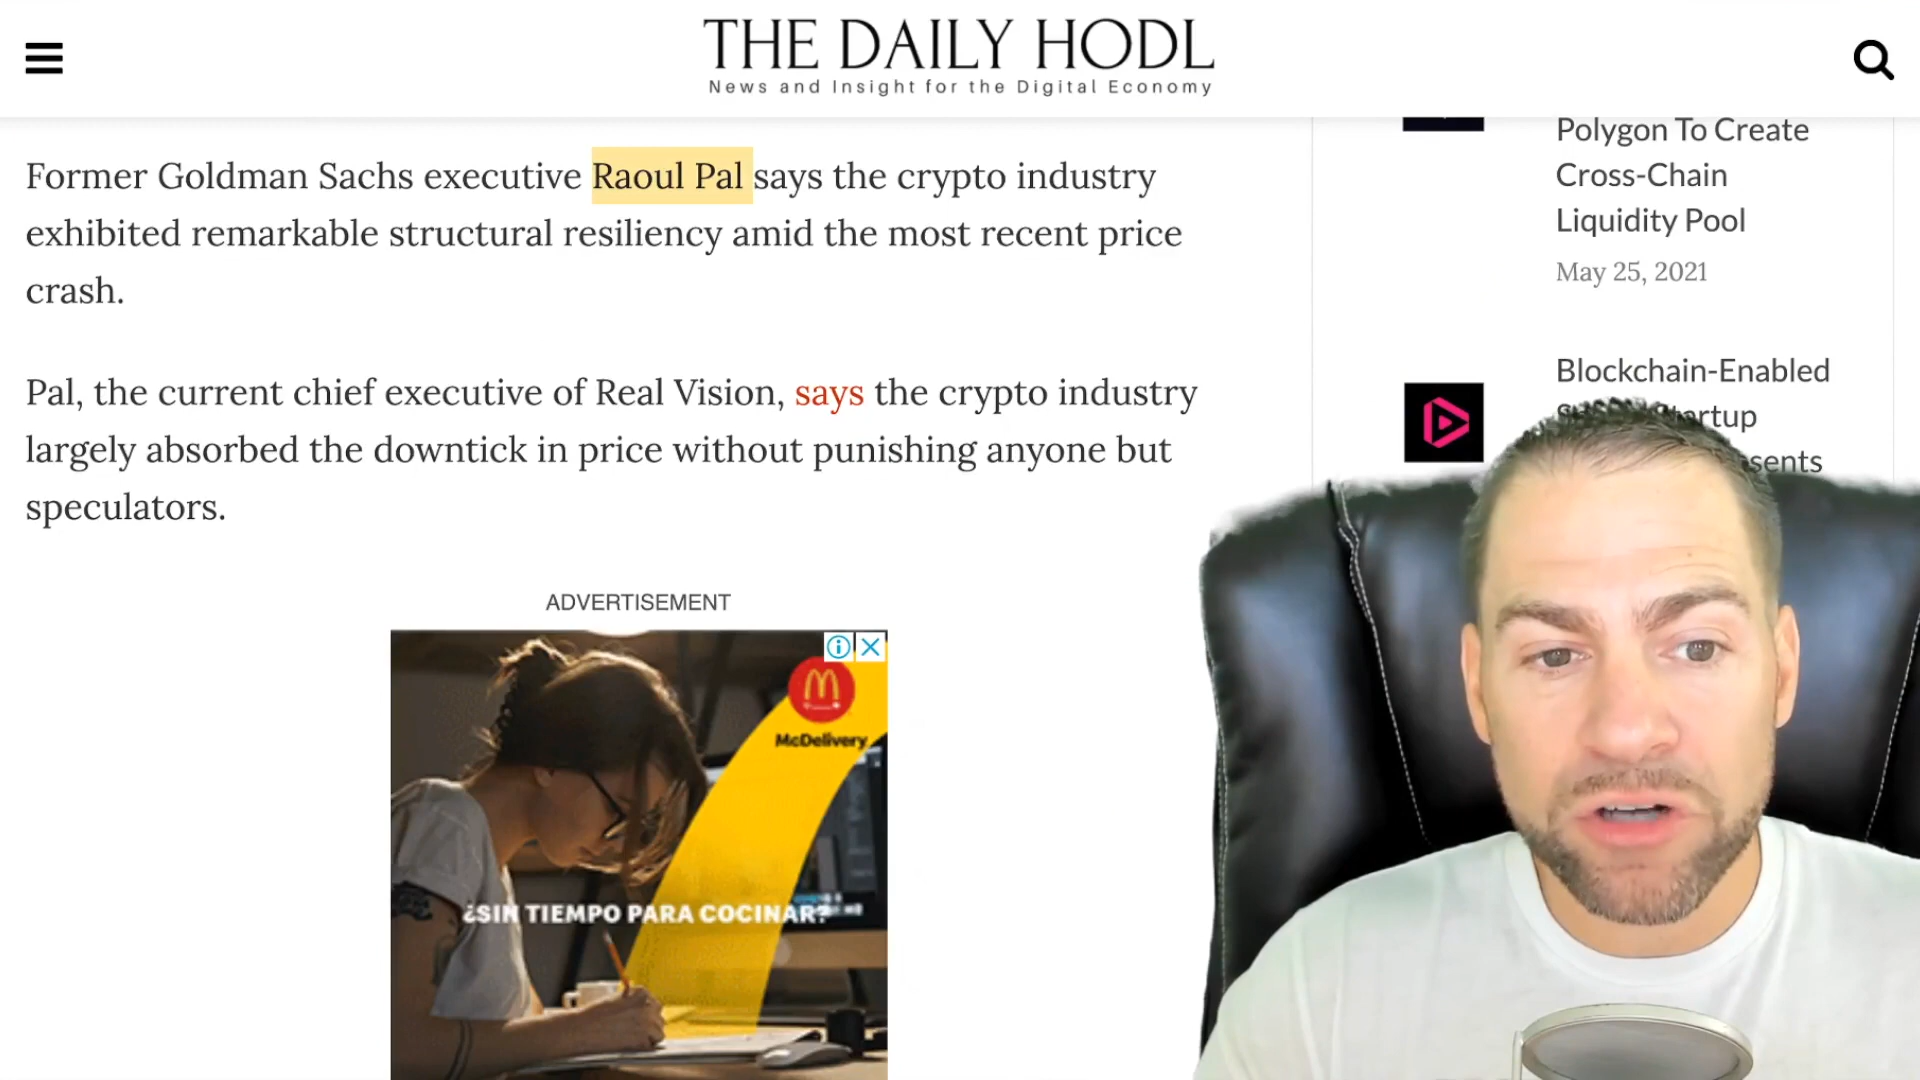 THE DAILY HODL
News and Insight for the Digital Economy
Former Goldman Sachs executive Raoul Pal says the crypto industry
exhibited remarkable structural resiliency amid the most recent price
crash.
Pal, the current chief executive of Real Vision, says the crypto industry
largely absorbed the downtick in price without punishing anyone but
speculators.
ADVERTISEMENT
McDelivery
¿SIN TIEMPO PARA COCINAR?
Polygon To Create
Cross-Chain
Liquidity Pool
May 25, 2021
Blockchain-Enabled